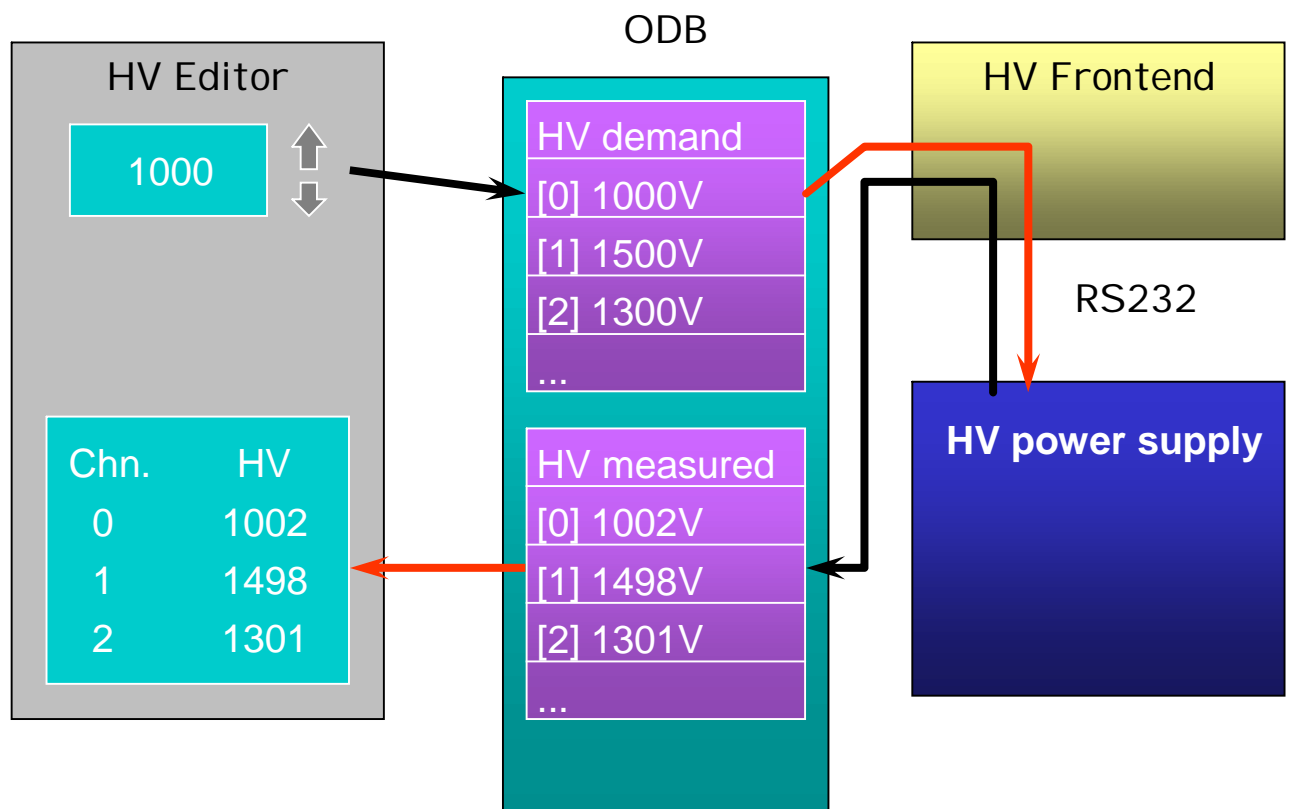 ODB
HV Editor
1000
Chn. HV
0 1002
1 1498
2 1301
HV demand
[0] 1000V
[1] 1500V
[2] 1300V
...
HV measured
[0] 1002V
[1] 1498V
[2] 1301V
...
HV Frontend
RS232
HV power supply